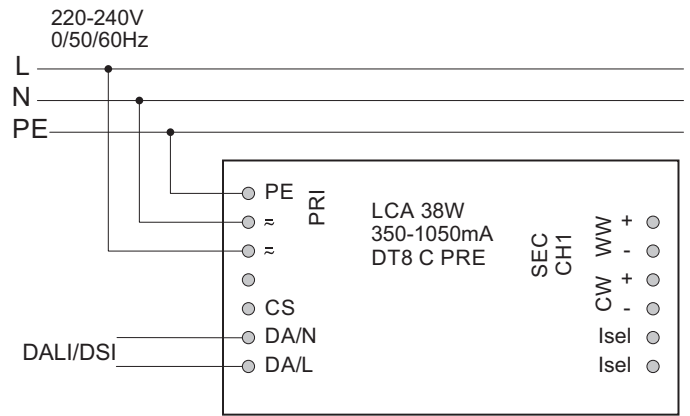 220-240V
0/50/60Hz
L
N
PE
PE
≂
≂
CS
DA/N
DA/L
PRI
DALI/DSI
LCA 38W
350-1050mA
DT8 C PRE
SEC
CH1
WW
+
-
CW
+
-
Isel
Isel